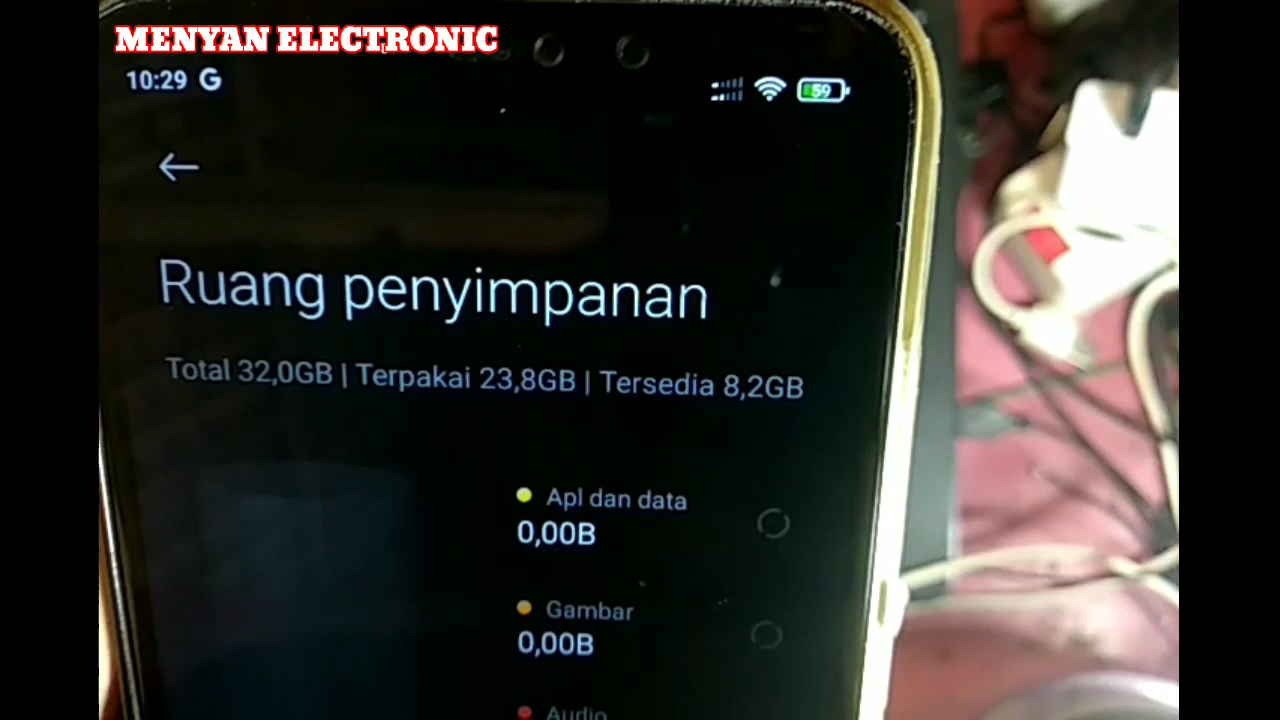 MENYAN ELECTRONIC
10:29 G
59
Ruang penyimpanan
Total 32,0GB | Terpakai 23,8GB | Tersedia 8,2GB
Apl dan data
0,00B
Gambar
0,00B
Audio